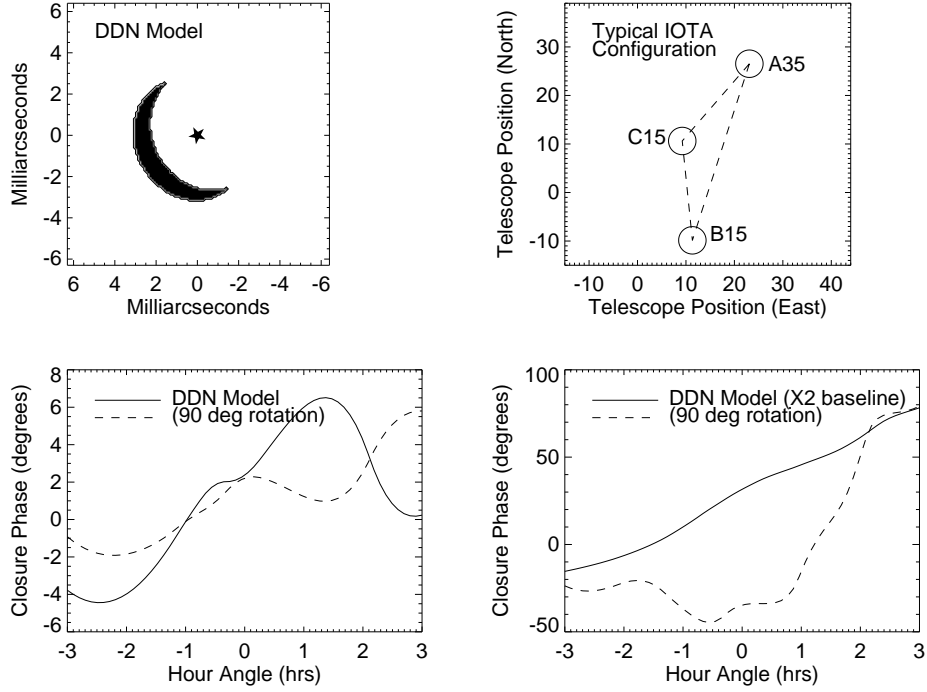 DDN Model
Milliarcseconds
6
4
2
0
-2
-4
-6
6 4 2 0 -2 -4 -6
Milliarcseconds
Typical IOTA
Configuration
A35
C15
B15
Telescope Position (North)
30
20
10
0
-10
-10 0 10 20 30 40
Telescope Position (East)
DDN Model
(90 deg rotation)
Closure Phase (degrees)
8
6
4
2
0
-2
-4
-6
-3 -2 -1 0 1 2 3
Hour Angle (hrs)
DDN Model (X2 baseline)
(90 deg rotation)
Closure Phase (degrees)
100
50
0
-50
-3 -2 -1 0 1 2 3
Hour Angle (hrs)